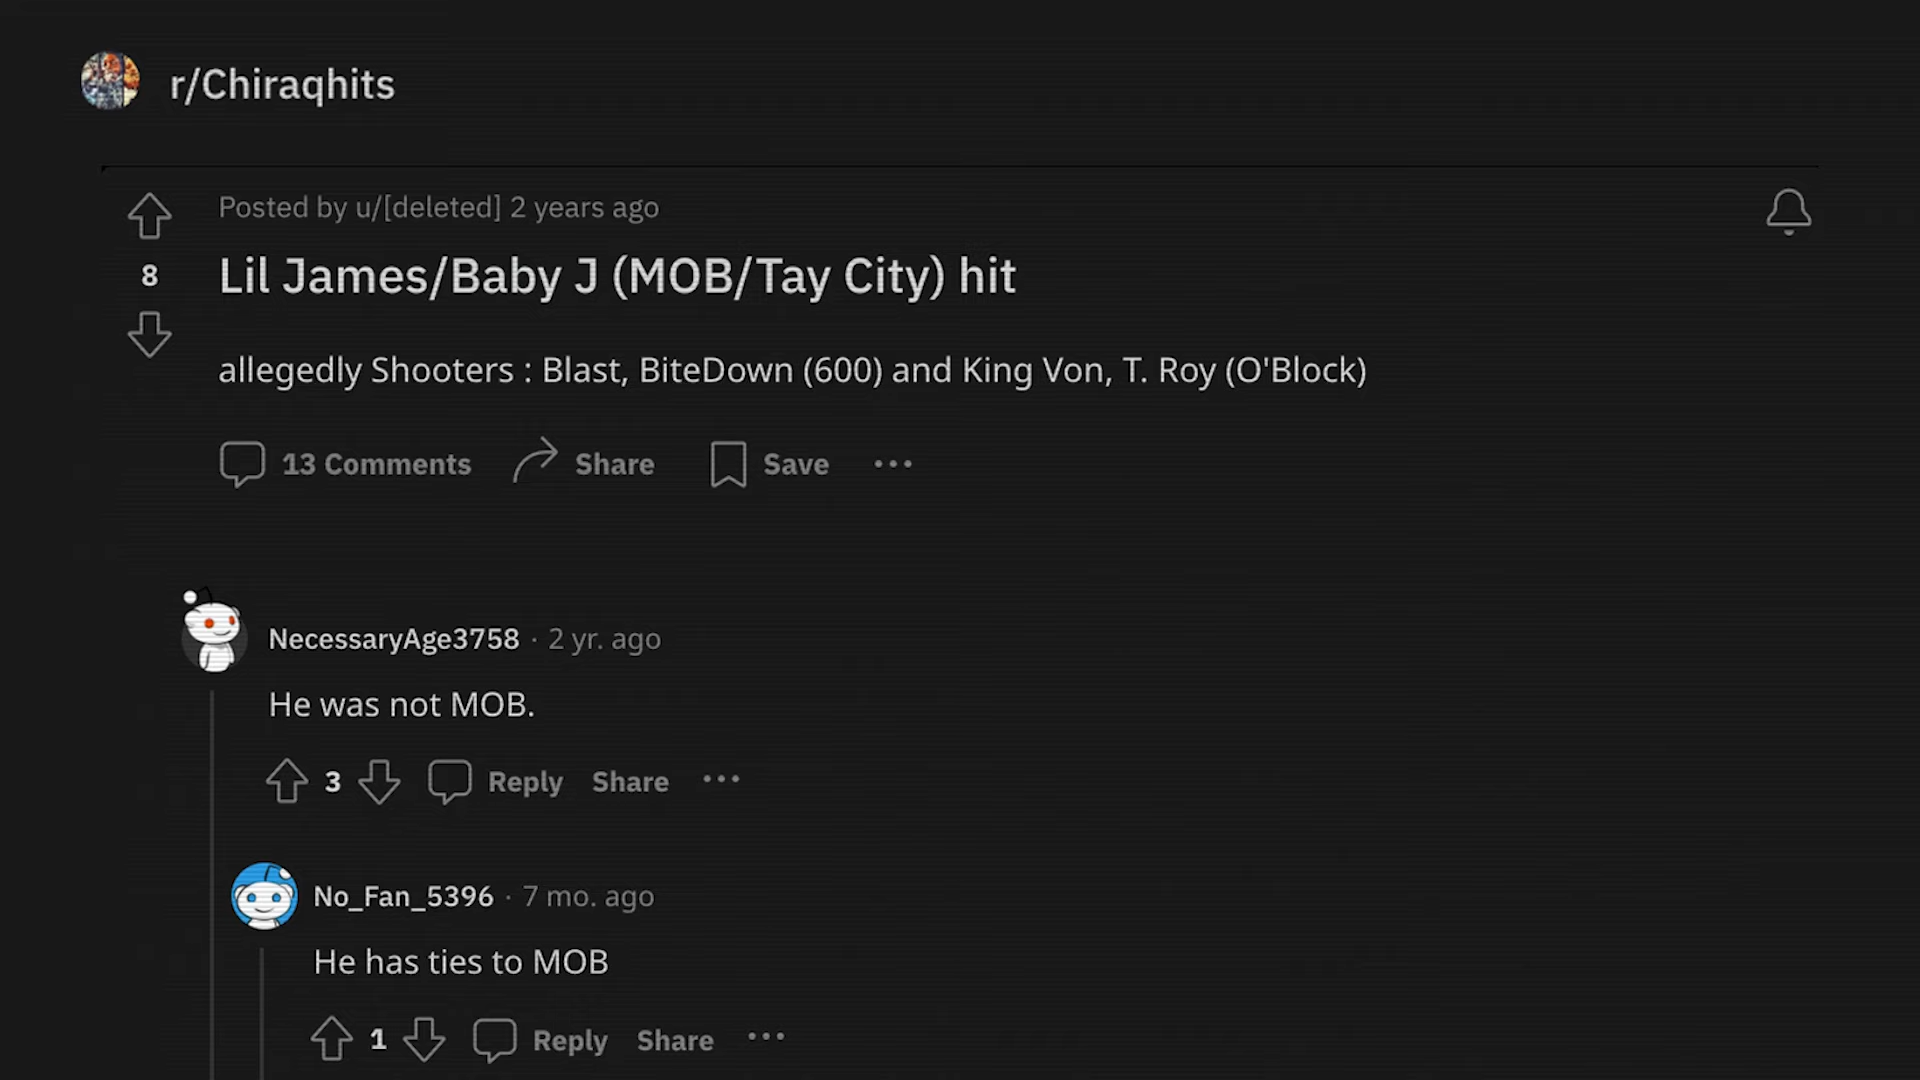 r/Chiraqhits
Posted by u/[deleted] 2 years ago
8
Lil James/Baby J (MOB/Tay City) hit
allegedly Shooters : Blast, BiteDown (600) and King Von, T. Roy (O'Block)
13 Comments Share Save ···
NecessaryAge3758 · 2 yr. ago
He was not MOB.
3 Reply Share ···
No_Fan_5396 · 7 mo. ago
He has ties to MOB
1 Reply Share ···